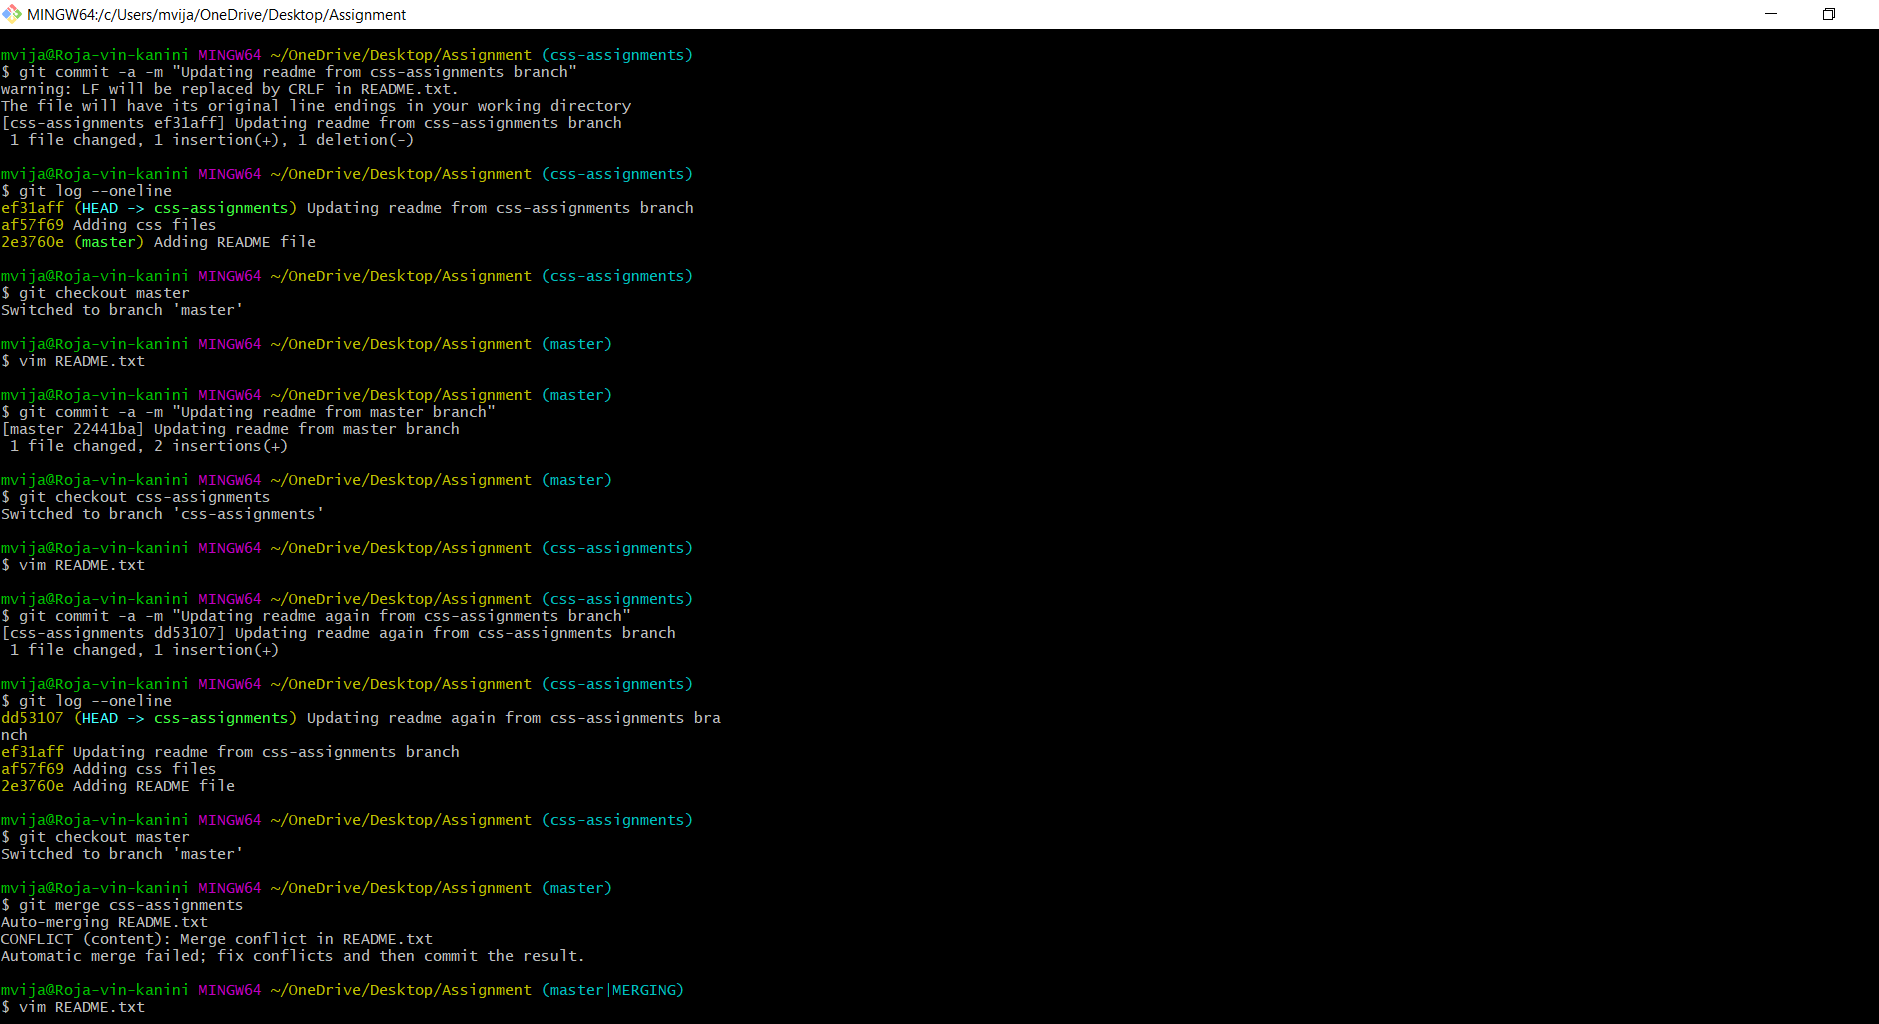 MINGW64:/c/Users/mvija/OneDrive/Desktop/Assignment
mvija@Roja-vin-kanini MINGW64 ~/OneDrive/Desktop/Assignment (css-assignments)
$ git commit -a -m "Updating readme from css-assignments branch"
warning: LF will be replaced by CRLF in README.txt.
The file will have its original line endings in your working directory
[css-assignments ef31aff] Updating readme from css-assignments branch
 1 file changed, 1 insertion(+), 1 deletion(-)
mvija@Roja-vin-kanini MINGW64 ~/OneDrive/Desktop/Assignment (css-assignments)
$ git log --oneline
ef31aff (HEAD -> css-assignments) Updating readme from css-assignments branch
af57f69 Adding css files
2e3760e (master) Adding README file
mvija@Roja-vin-kanini MINGW64 ~/OneDrive/Desktop/Assignment (css-assignments)
$ git checkout master
Switched to branch 'master'
mvija@Roja-vin-kanini MINGW64 ~/OneDrive/Desktop/Assignment (master)
$ vim README.txt
mvija@Roja-vin-kanini MINGW64 ~/OneDrive/Desktop/Assignment (master)
$ git commit -a -m "Updating readme from master branch"
[master 22441ba] Updating readme from master branch
 1 file changed, 2 insertions(+)
mvija@Roja-vin-kanini MINGW64 ~/OneDrive/Desktop/Assignment (master)
$ git checkout css-assignments
Switched to branch 'css-assignments'
mvija@Roja-vin-kanini MINGW64 ~/OneDrive/Desktop/Assignment (css-assignments)
$ vim README.txt
mvija@Roja-vin-kanini MINGW64 ~/OneDrive/Desktop/Assignment (css-assignments)
$ git commit -a -m "Updating readme again from css-assignments branch"
[css-assignments dd53107] Updating readme again from css-assignments branch
 1 file changed, 1 insertion(+)
mvija@Roja-vin-kanini MINGW64 ~/OneDrive/Desktop/Assignment (css-assignments)
$ git log --oneline
dd53107 (HEAD -> css-assignments) Updating readme again from css-assignments bra
nch
ef31aff Updating readme from css-assignments branch
af57f69 Adding css files
2e3760e Adding README file
mvija@Roja-vin-kanini MINGW64 ~/OneDrive/Desktop/Assignment (css-assignments)
$ git checkout master
Switched to branch 'master'
mvija@Roja-vin-kanini MINGW64 ~/OneDrive/Desktop/Assignment (master)
$ git merge css-assignments
Auto-merging README.txt
CONFLICT (content): Merge conflict in README.txt
Automatic merge failed; fix conflicts and then commit the result.
mvija@Roja-vin-kanini MINGW64 ~/OneDrive/Desktop/Assignment (master|MERGING)
$ vim README.txt